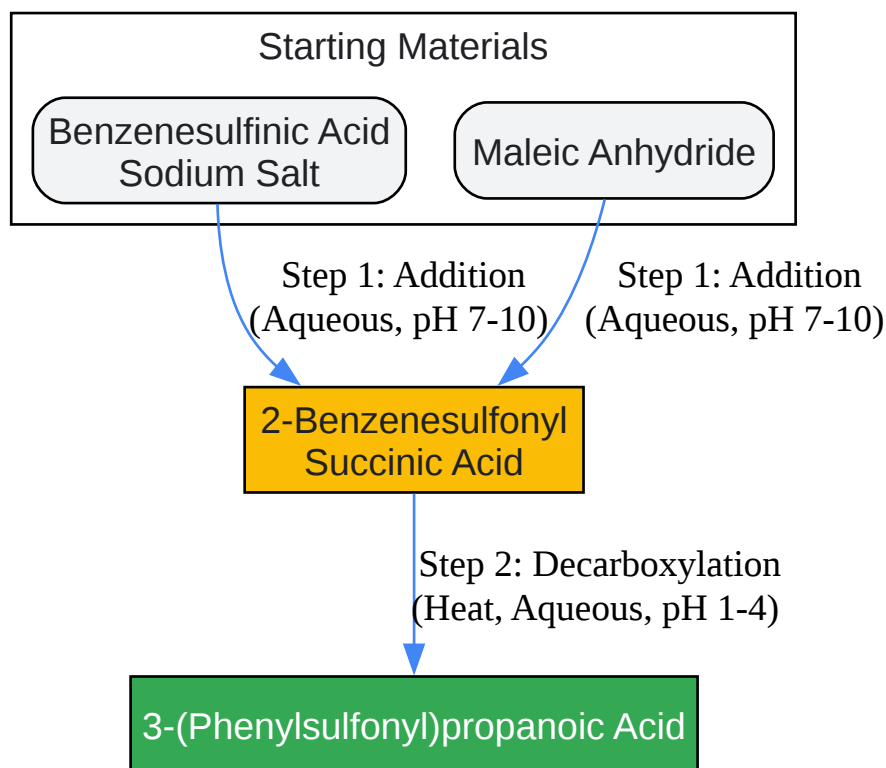 Starting Materials
Benzenesulfinic Acid
Sodium Salt
Maleic Anhydride
Step 1: Addition
(Aqueous, pH 7-10)
Step 1: Addition
(Aqueous, pH 7-10)
2-Benzenesulfonyl
Succinic Acid
Step 2: Decarboxylation
(Heat, Aqueous, pH 1-4)
3-(Phenylsulfonyl)propanoic Acid